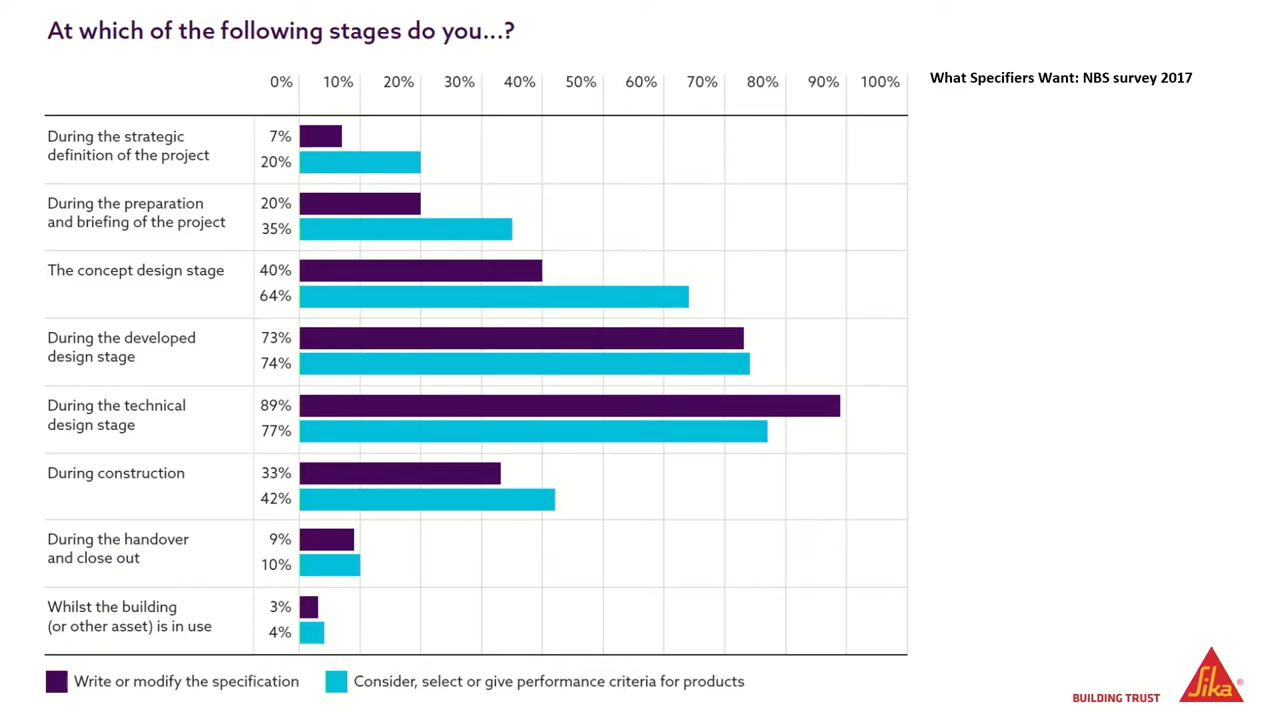 At which of the following stages do you...?
0% 10% 20% 30% 40% 50% 60% 70% 80% 90% 100%
What Specifiers Want: NBS survey 2017
During the strategic
definition of the project
7%
20%
During the preparation
and briefing of the project
20%
35%
The concept design stage
40%
64%
During the developed
design stage
73%
74%
During the technical
design stage
89%
77%
During construction
33%
42%
During the handover
and close out
9%
10%
Whilst the building
(or other asset) is in use
3%
4%
Write or modify the specification
Consider, select or give performance criteria for products
BUILDING TRUST
Sika®